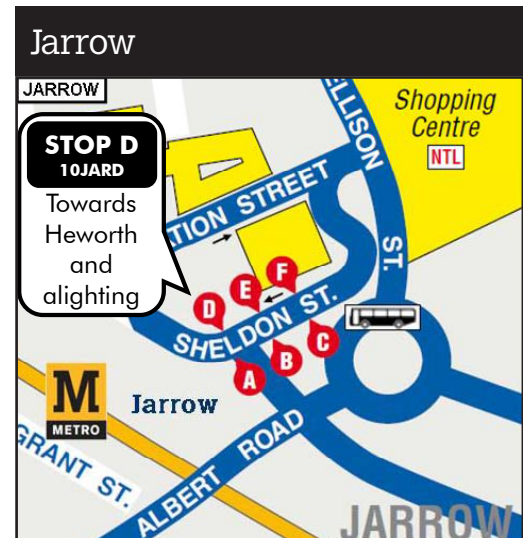 Jarrow
JARROW
STOP D
10JARD
Towards
Heworth
and
alighting
ELLISON
ST.
Shopping
Centre
NTL
STREET
D
E
F
SHELDON ST.
A
B
C
M
METRO
Jarrow
GRANT ST.
ALBERT ROAD
JARROW